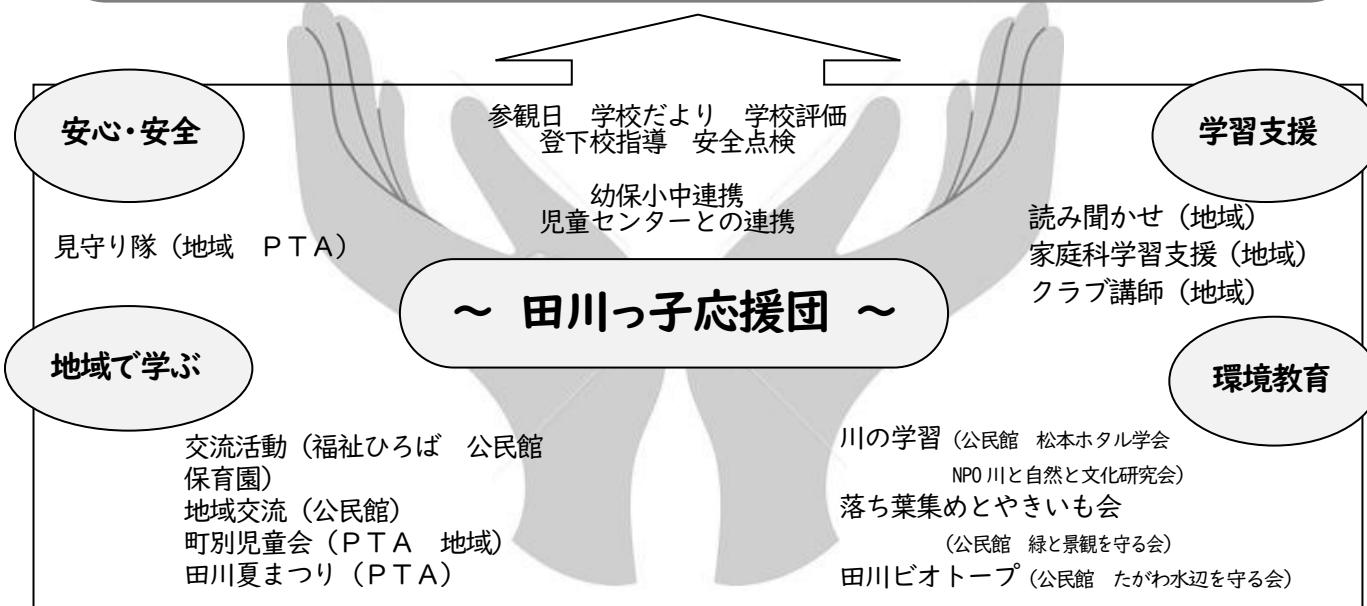 安心・安全
参観日　学校だより　学校評価
登下校指導　安全点検
幼保小中連携
児童センターとの連携
学習支援
見守り隊（地域　ＰＴＡ）
読み聞かせ（地域）
家庭科学習支援（地域）
クラブ講師（地域）
～ 田川っ子応援団 ～
地域で学ぶ
交流活動（福祉ひろば　公民館
保育園）
地域交流（公民館）
町別児童会（ＰＴＡ　地域）
田川夏まつり（ＰＴＡ）
環境教育
川の学習（公民館　松本ホタル学会
NPO川と自然と文化研究会）
落ち葉集めとやきいも会
（公民館　緑と景観を守る会）
田川ビオトープ（公民館　たがわ水辺を守る会）